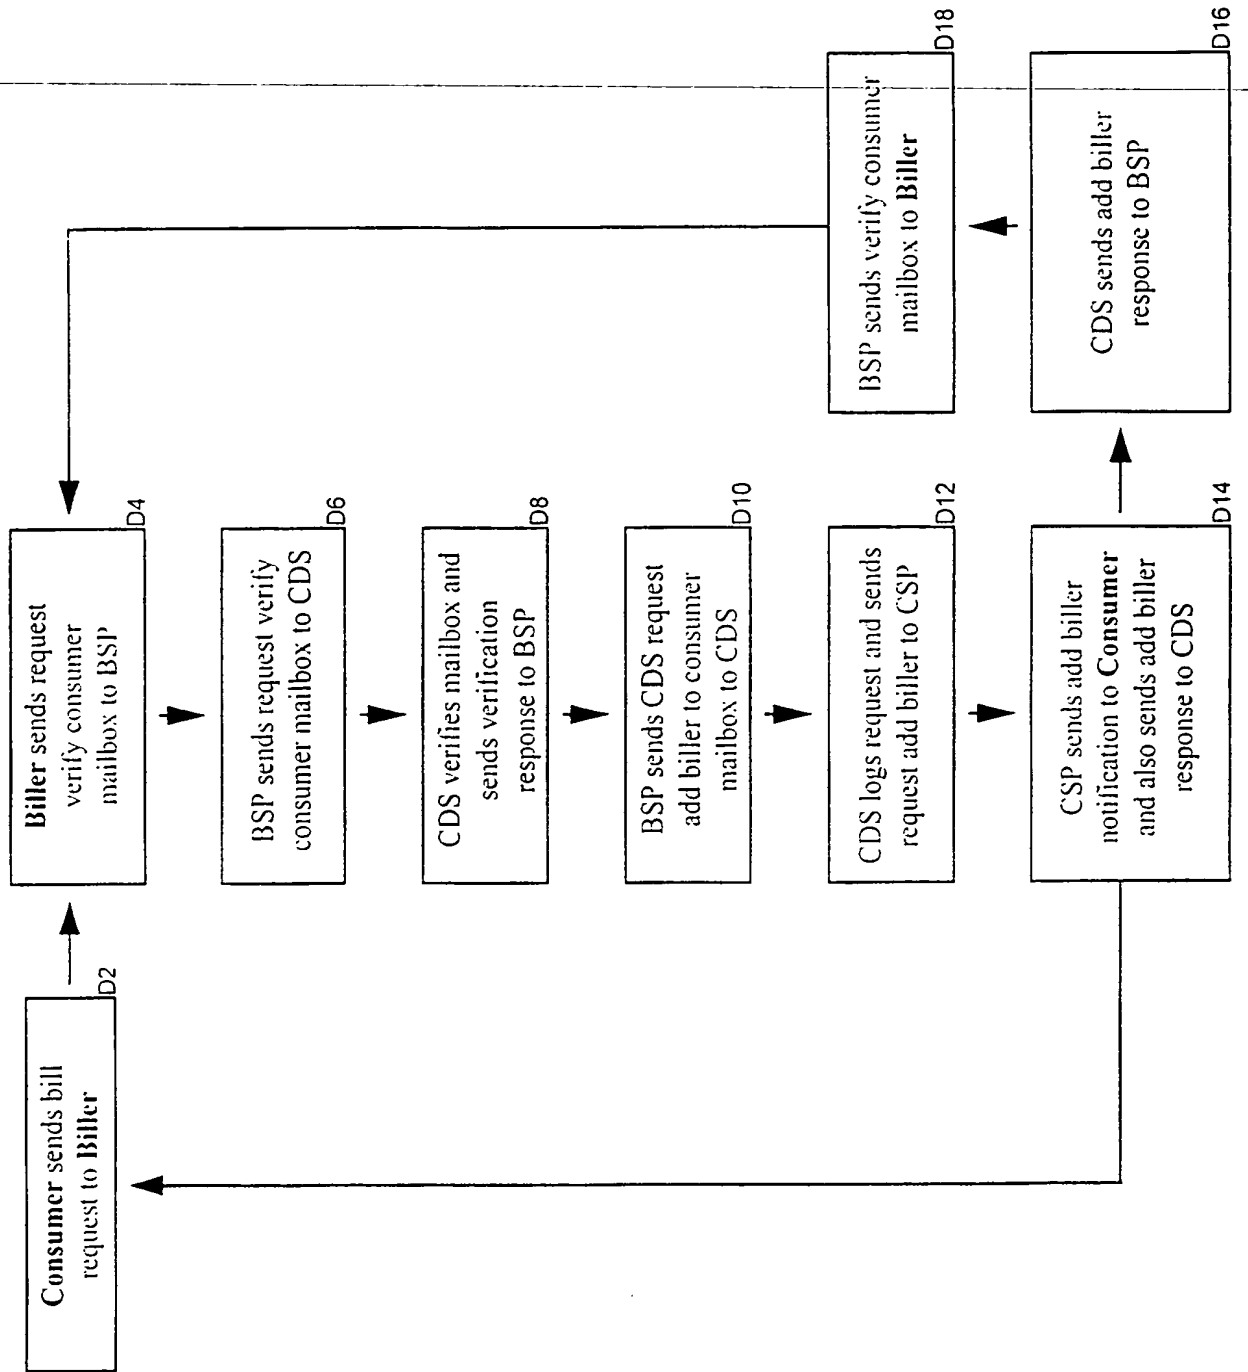 Consumer sends bill
request to Biller
D2
Biller sends request
verify consumer
mailbox to BSP
D4
BSP sends request verify
consumer mailbox to CDS
D6
CDS verifies mailbox and
sends verification
response to BSP
D8
BSP sends CDS request
add biller to consumer
mailbox to CDS
D10
CDS logs request and sends
request add biller to CSP
D12
CSP sends add biller
notification to Consumer
and also sends add biller
response to CDS
D14
CDS sends add biller
response to BSP
D16
BSP sends verify consumer
mailbox to Biller
D18